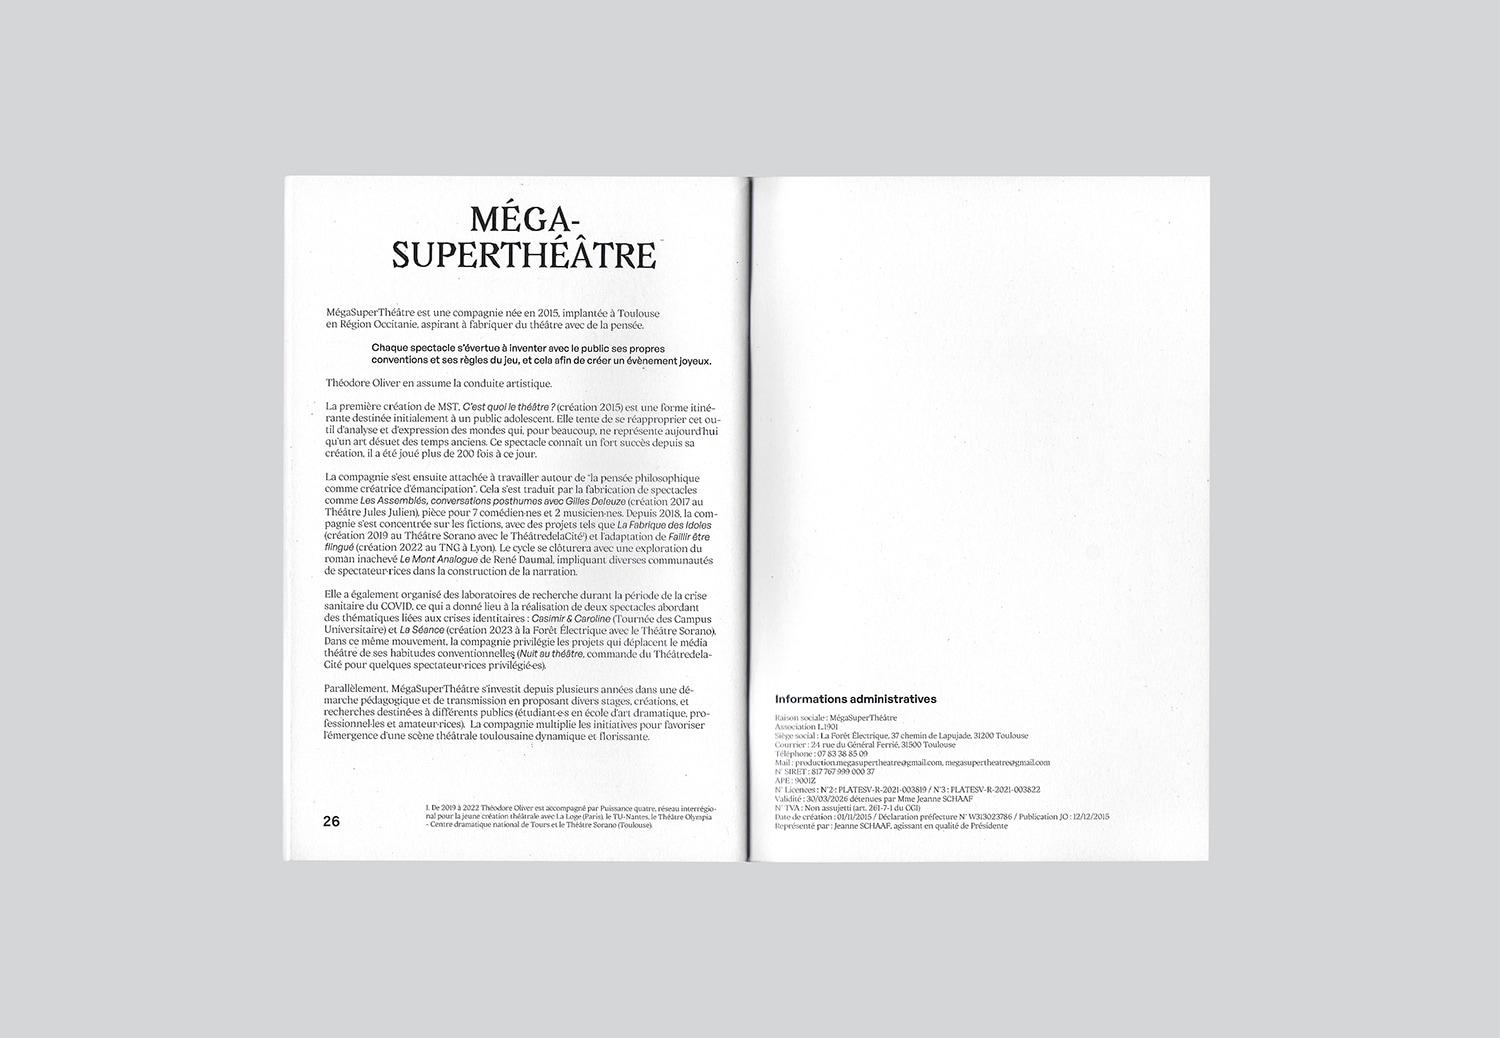 MÉGA-
SUPERTHÉÂTRE
MégaSuperThéâtre est une compagnie née en 2015, implantée à Toulouse
en Région Occitanie, aspirant à fabriquer du théâtre avec de la pensée.
Chaque spectacle s'évertue à inventer avec le public ses propres
conventions et ses règles du jeu, et cela afin de créer un évènement joyeux.
Théodore Oliver en assume la conduite artistique.
La première création de MST, C'est quoi le théâtre ? (création 2015) est une forme itiné-
rante destinée initialement à un public adolescent. Elle tente de se réapproprier cet ou-
til d'analyse et d'expression des mondes qui, pour beaucoup, ne représente aujourd'hui
qu'un art désuet des temps anciens. Ce spectacle connaît un fort succès depuis sa
création, il a été joué plus de 200 fois à ce jour.
La compagnie s'est ensuite attachée à travailler autour de "la pensée philosophique
comme créatrice d'émancipation". Cela s'est traduit par la fabrication de spectacles
comme Les Assemblés, conversations posthumes avec Gilles Deleuze (création 2017 au
Théâtre Jules Julien), pièce pour 7 comédien·nes et 2 musicien·nes. Depuis 2018, la com-
pagnie s'est concentrée sur les fictions, avec des projets tels que La Fabrique des Idoles
(création 2019 au Théâtre Sorano avec le ThéâtredelaCité¹) et l'adaptation de Faillir être
flingué (création 2022 au TNG à Lyon). Le cycle se clôturera avec une exploration du
roman inachevé Le Mont Analogue de René Daumal, impliquant diverses communautés
de spectateur·rices dans la construction de la narration.
Elle a également organisé des laboratoires de recherche durant la période de la crise
sanitaire du COVID, ce qui a donné lieu à la réalisation de deux spectacles abordant
des thématiques liées aux crises identitaires : Casimir & Caroline (Tournée des Campus
Universitaire) et La Séance (création 2023 à la Forêt Électrique avec le Théâtre Sorano).
Dans ce même mouvement, la compagnie privilégie les projets qui déplacent le média
théâtre de ses habitudes conventionnelles (Nuit au théâtre, commande du Théâtredela-
Cité pour quelques spectateur·rices privilégié·es).
Parallèlement, MégaSuperThéâtre s'investit depuis plusieurs années dans une dé-
marche pédagogique et de transmission en proposant divers stages, créations, et
recherches destiné·es à différents publics (étudiant·e·s en école d'art dramatique, pro-
fessionnel·les et amateur·rices). La compagnie multiplie les initiatives pour favoriser
l'émergence d'une scène théâtrale toulousaine dynamique et florissante.
1. De 2019 à 2022 Théodore Oliver est accompagné par Puissance quatre, réseau interrégio-
nal pour la jeune création théâtrale avec La Loge (Paris), le TU-Nantes, le Théâtre Olympia
- Centre dramatique national de Tours et le Théâtre Sorano (Toulouse).
26
Informations administratives
Raison sociale : MégaSuperThéâtre
Association L.1901
Siège social : La Forêt Électrique, 37 chemin de Lapujade, 31200 Toulouse
Courrier : 24 rue du Général Ferrié, 31500 Toulouse
Téléphone : 07 83 38 85 09
Mail : production.megasupertheatre@gmail.com, megasupertheatre@gmail.com
N° SIRET : 817 767 999 000 37
APE : 9001Z
N° Licences : N°2 : PLATESV-R-2021-003819 / N°3 : PLATESV-R-2021-003822
Validité : 30/03/2026 détenues par Mme Jeanne SCHAAF
N° TVA : Non assujetti (art. 261-7-1 du CGI)
Date de création : 01/11/2015 / Déclaration préfecture N° W313023786 / Publication JO : 12/12/2015
Représenté par : Jeanne SCHAAF, agissant en qualité de Présidente